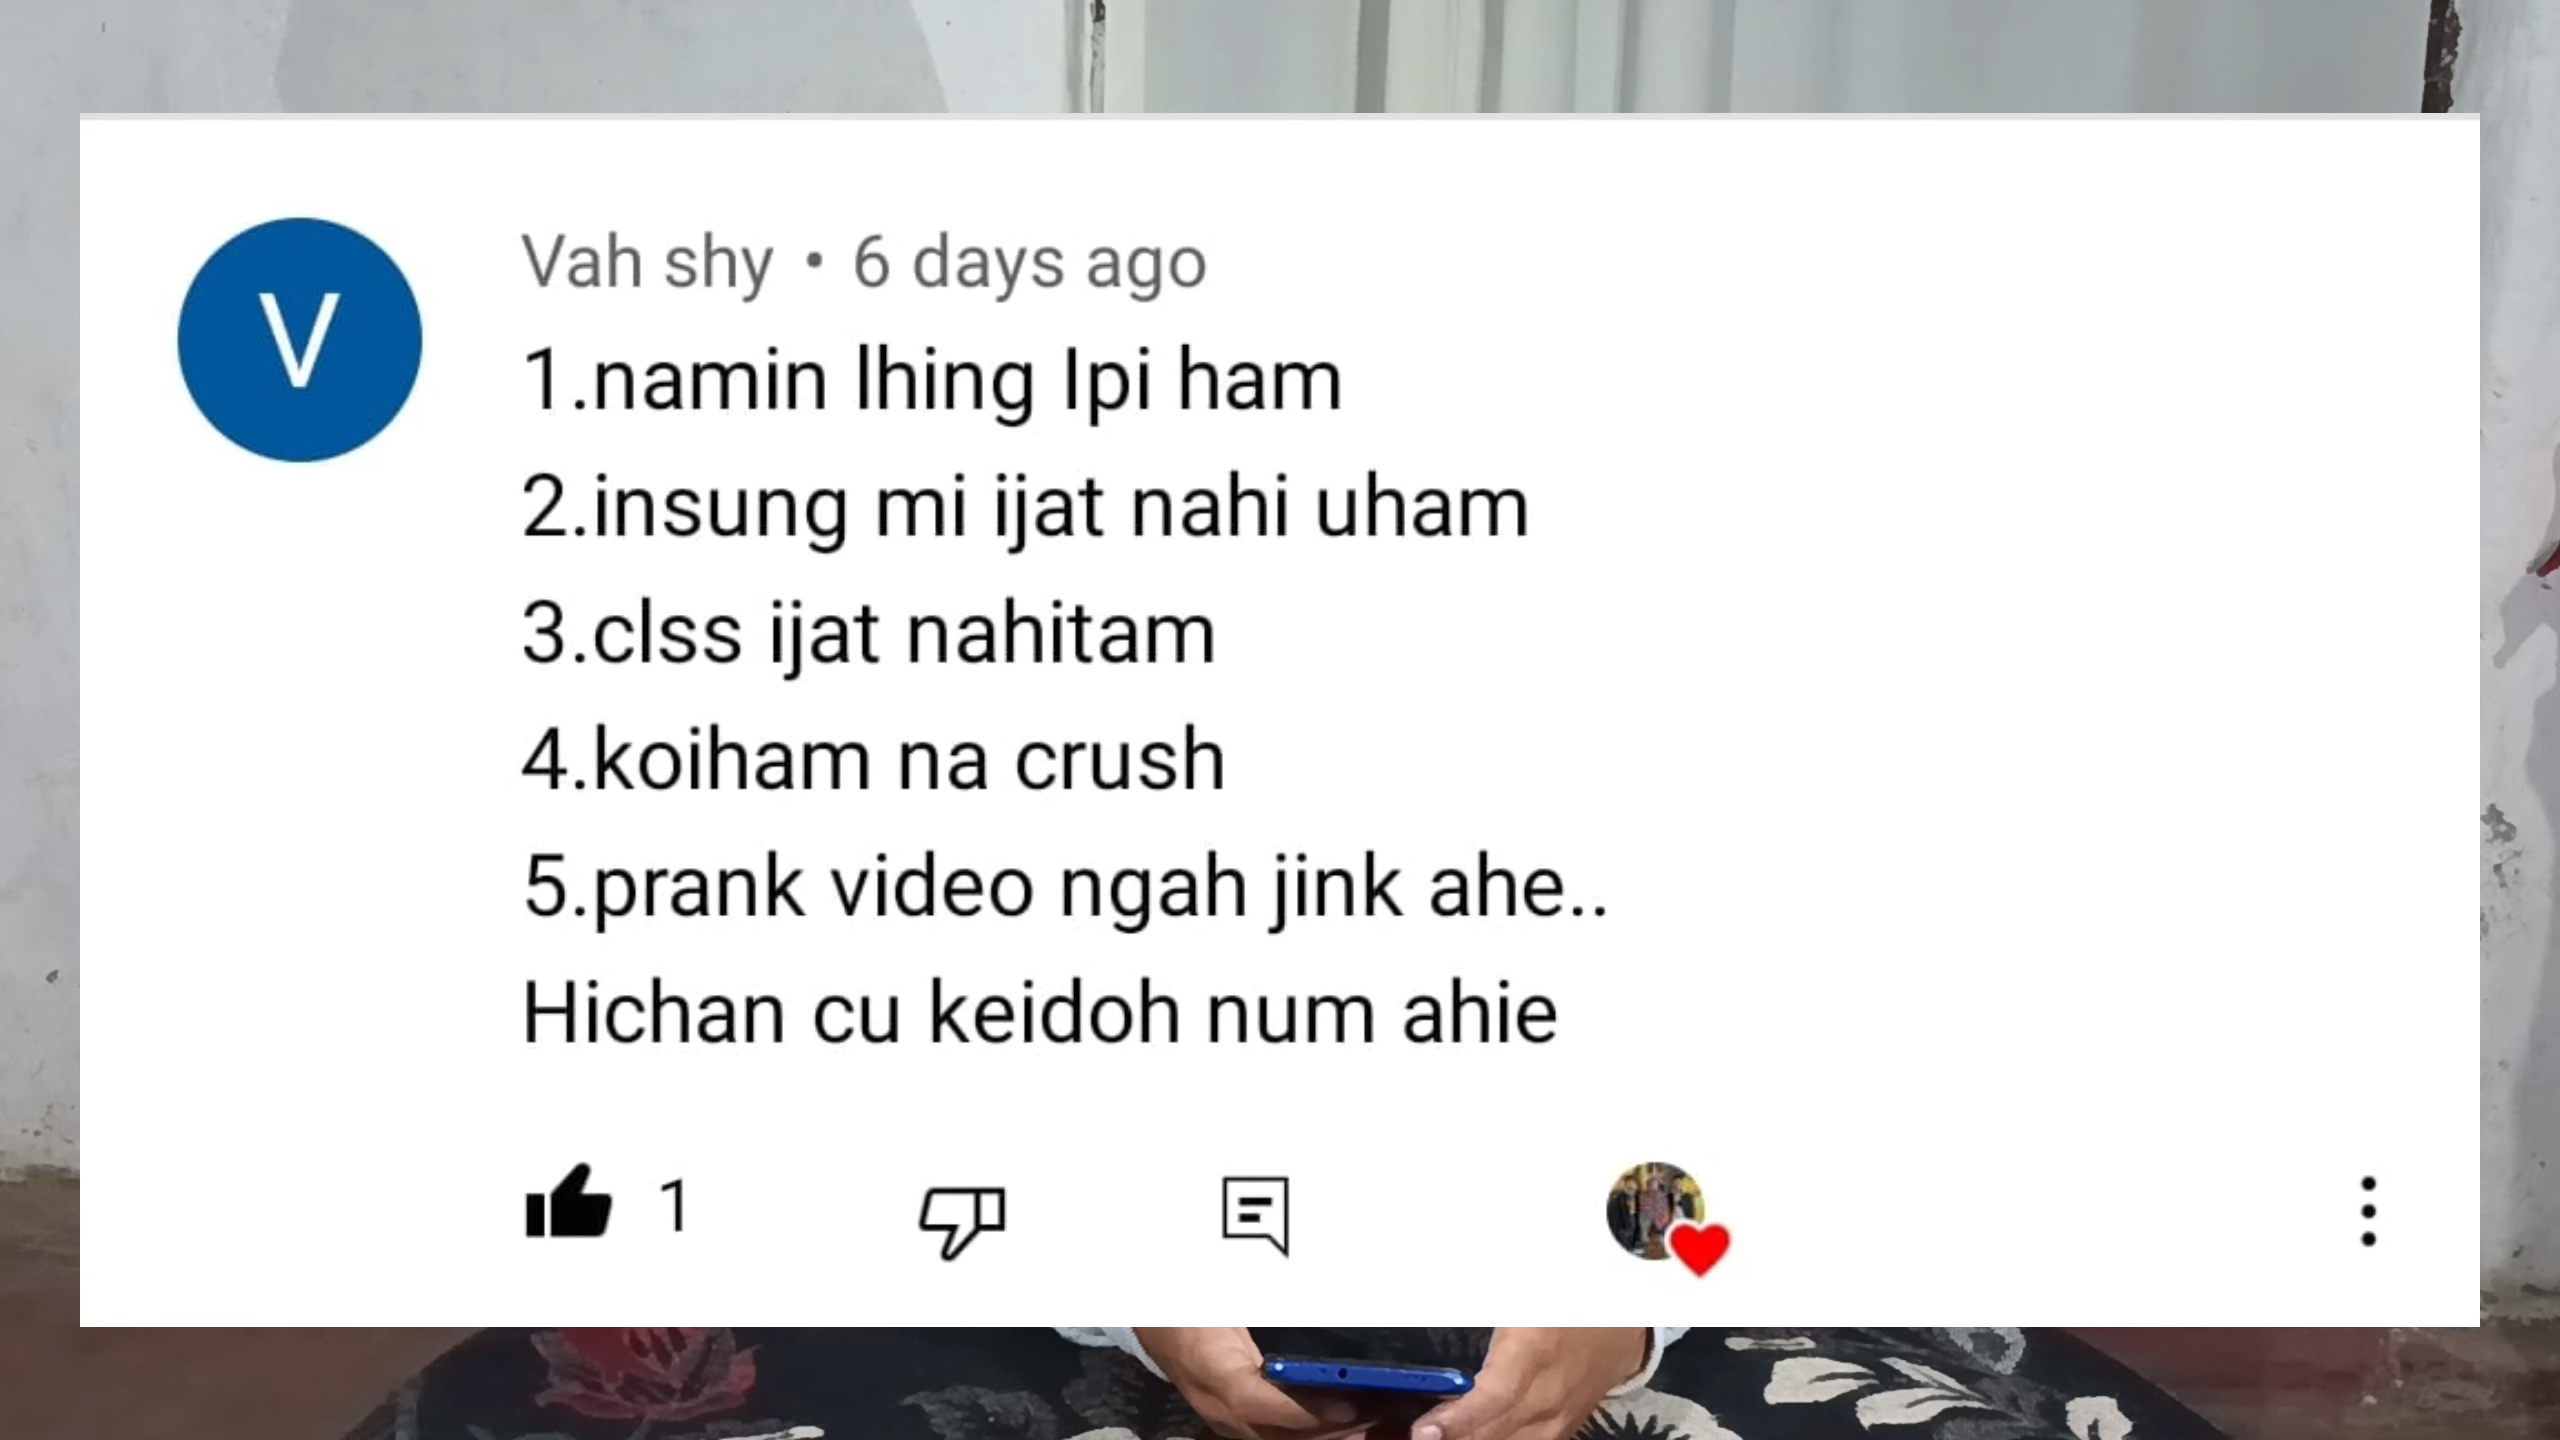 V
Vah shy • 6 days ago
1.namin lhing Ipi ham
2.insung mi ijat nahi uham
3.clss ijat nahitam
4.koiham na crush
5.prank video ngah jink ahe..
Hichan cu keidoh num ahie
1